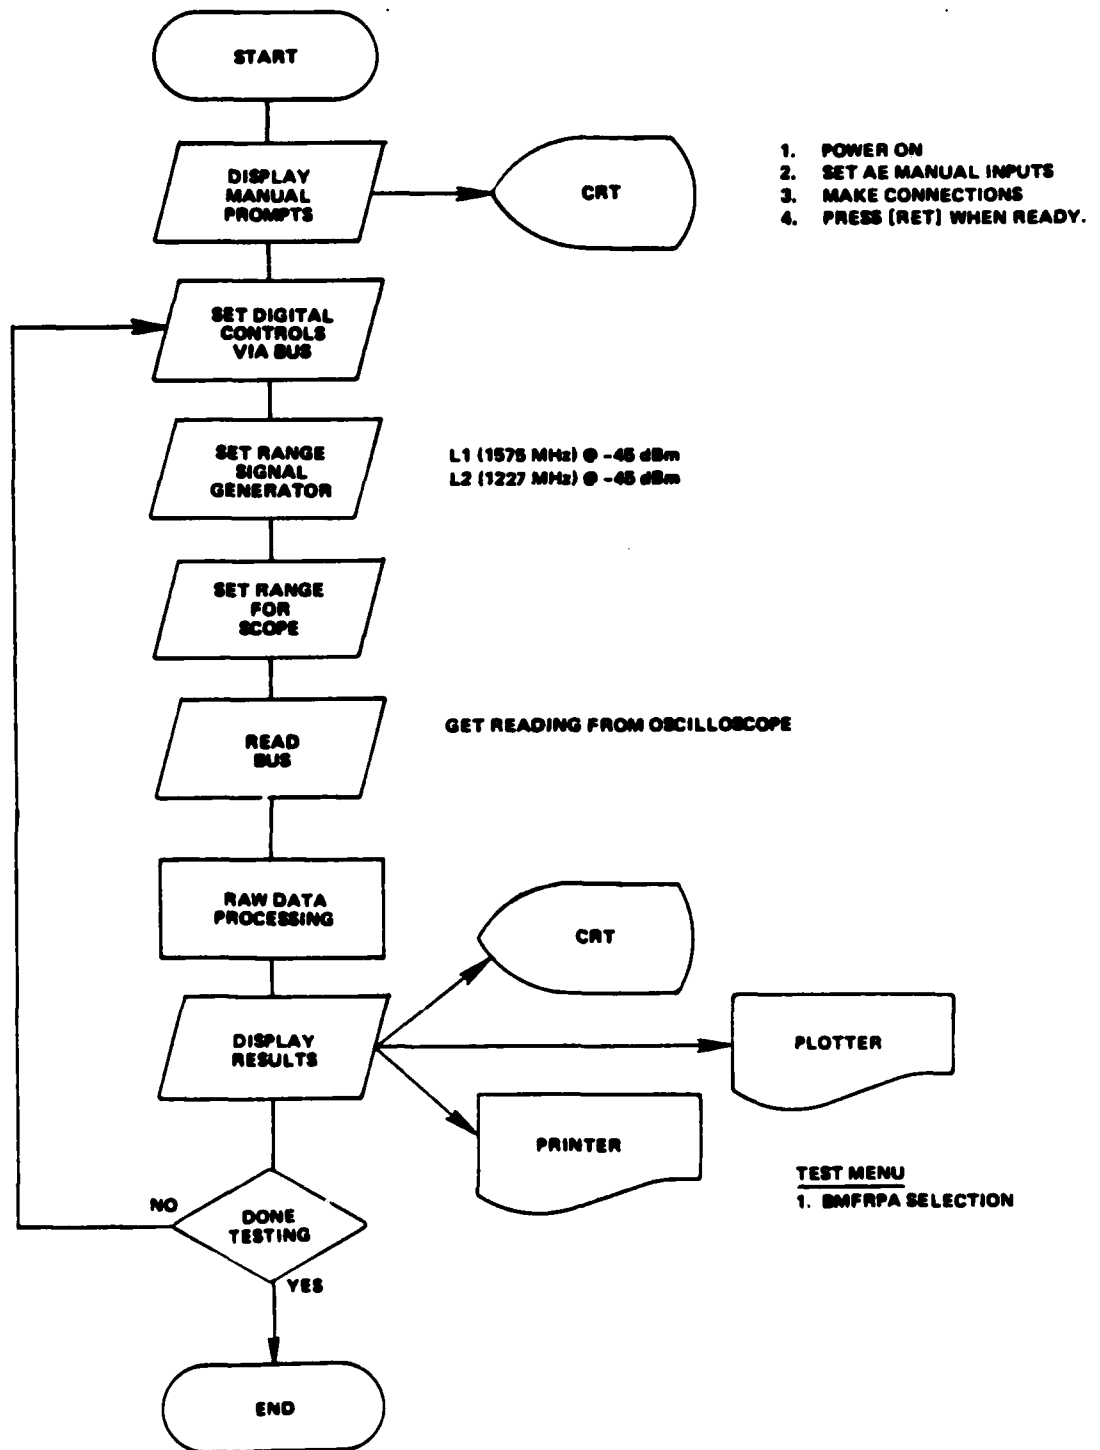 START
DISPLAY
MANUAL
PROMPTS
CRT
1. POWER ON
2. SET AE MANUAL INPUTS
3. MAKE CONNECTIONS
4. PRESS [RET] WHEN READY.
SET DIGITAL
CONTROLS
VIA BUS
SET RANGE
SIGNAL
GENERATOR
L1 (1575 MHz) @ -45 dBm
L2 (1227 MHz) @ -45 dBm
SET RANGE
FOR
SCOPE
READ
BUS
GET READING FROM OSCILLOSCOPE
RAW DATA
PROCESSING
CRT
DISPLAY
RESULTS
PLOTTER
PRINTER
TEST MENU
1. BMFRPA SELECTION
NO
DONE
TESTING
YES
END